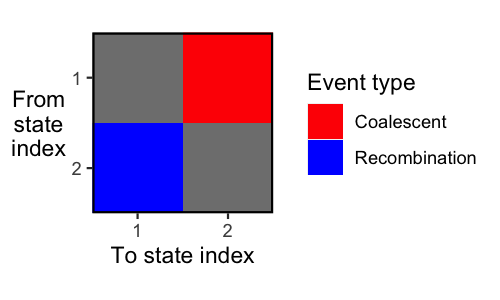 From
state
index
1
2
1
2
To state index
Event type
Coalescent
Recombination